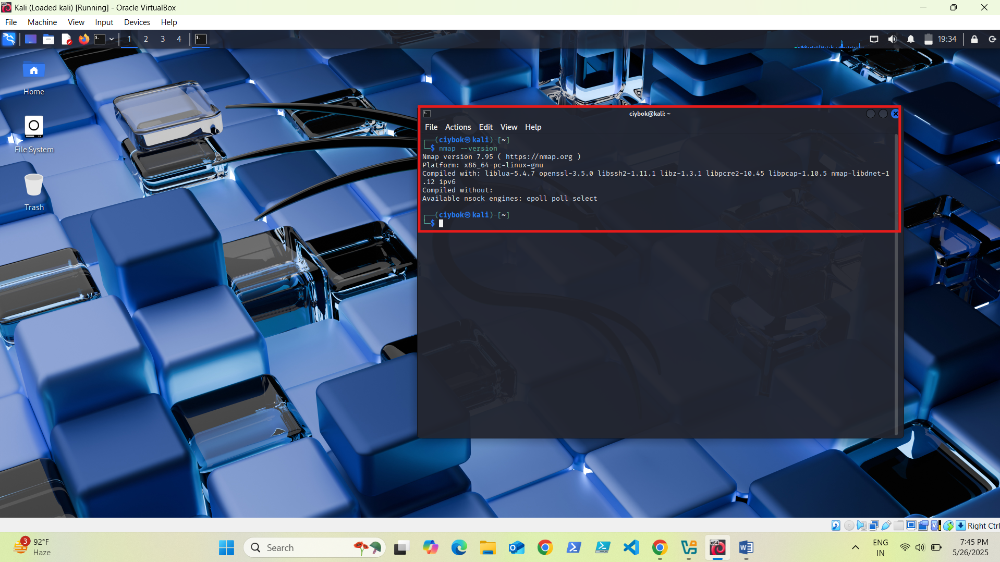 Kali (Loaded kali) [Running] - Oracle VirtualBox
File Machine View Input Devices Help
1 2 3 4
19:34
Home
File System
Trash
ciybok@kali: ~
File Actions Edit View Help
┌──(ciybok㉿kali)-[~]
└─$ nmap --version
Nmap version 7.95 ( https://nmap.org )
Platform: x86_64-pc-linux-gnu
Compiled with: liblua-5.4.7 openssl-3.5.0 libssh2-1.11.1 libz-1.3.1 libpcre2-10.45 libpcap-1.10.5 nmap-libdnet-1
.12 ipv6
Compiled without:
Available nsock engines: epoll poll select
┌──(ciybok㉿kali)-[~]
└─$
Right Ctrl
3
92°F
Haze
Search
x64
ENG
IN
7:45 PM
5/26/2025